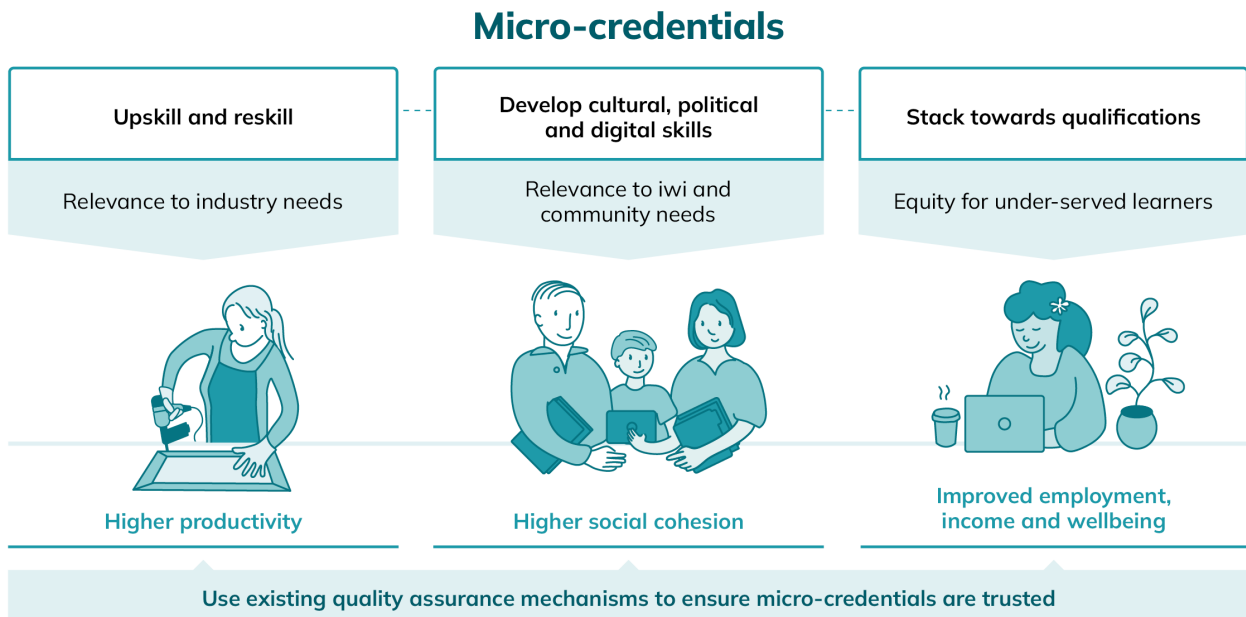 Micro-credentials
Upskill and reskill
Relevance to industry needs
Higher productivity
Develop cultural, political
and digital skills
Relevance to iwi and
community needs
Higher social cohesion
Stack towards qualifications
Equity for under-served learners
Improved employment,
income and wellbeing
Use existing quality assurance mechanisms to ensure micro-credentials are trusted